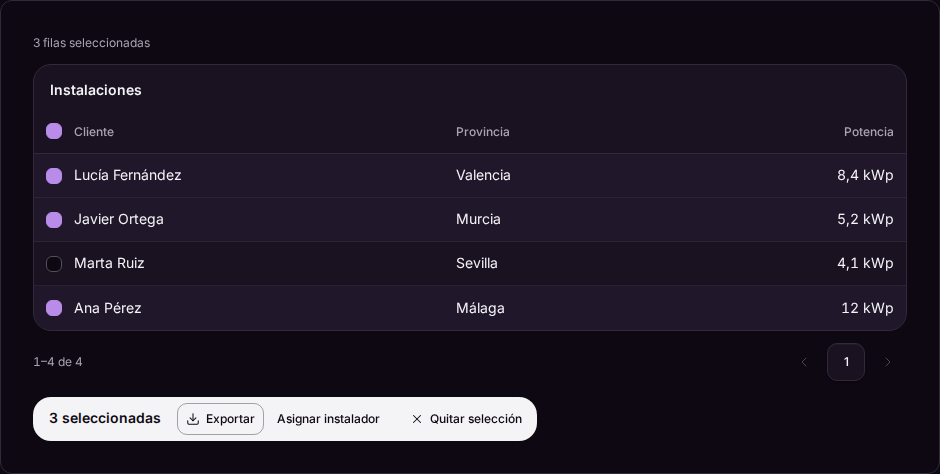 3 filas seleccionadas
Instalaciones
Cliente Provincia Potencia
Lucía Fernández Valencia 8,4 kWp
Javier Ortega Murcia 5,2 kWp
Marta Ruiz Sevilla 4,1 kWp
Ana Pérez Málaga 12 kWp
1–4 de 4 1
3 seleccionadas Exportar Asignar instalador Quitar selección